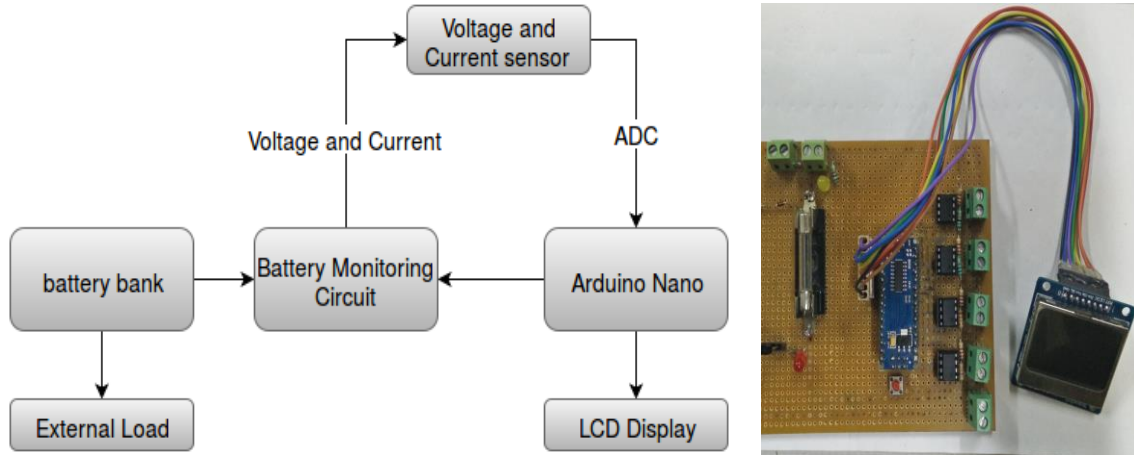 Voltage and
Current sensor
Voltage and Current
ADC
battery bank
Battery Monitoring
Circuit
Arduino Nano
External Load
LCD Display